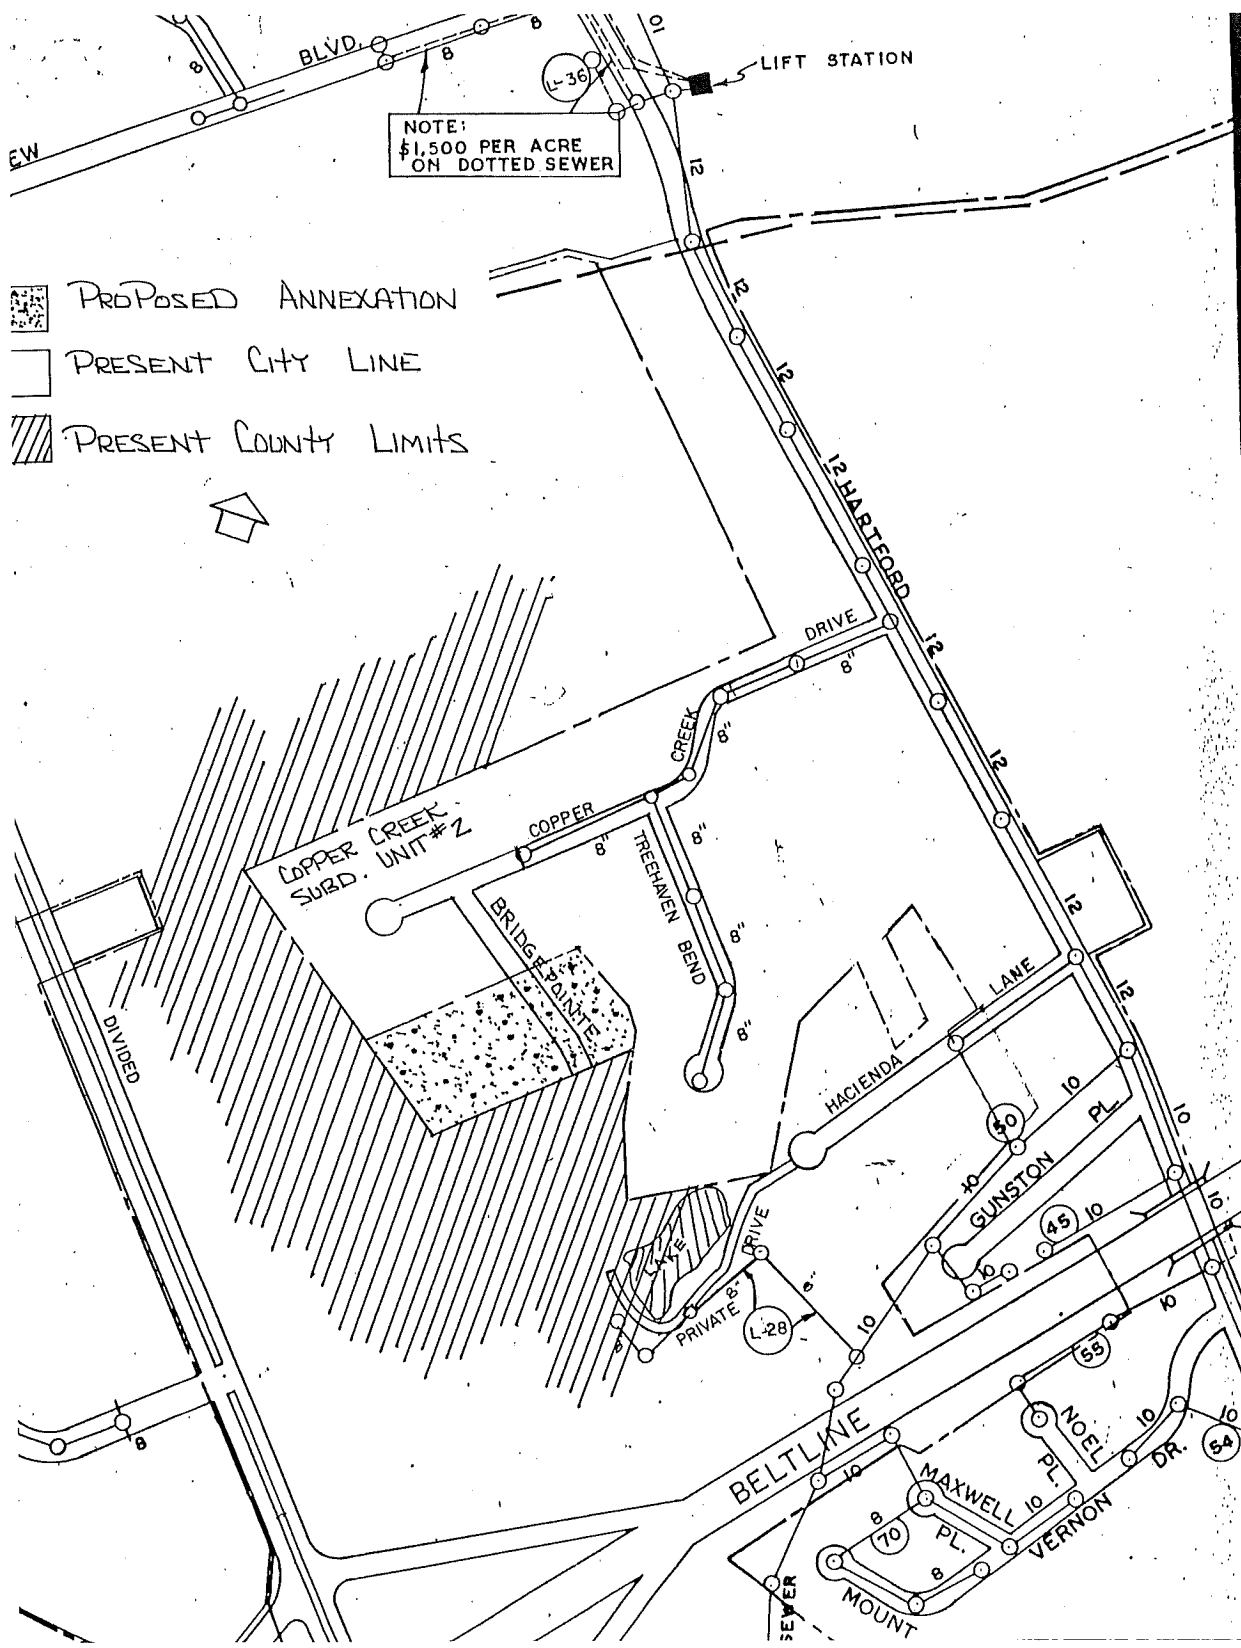 BLVD.
8
8
8
10
L-36
LIFT STATION
NOTE:
$1,500 PER ACRE
ON DOTTED SEWER
EW
12
PROPOSED ANNEXATION
PRESENT CITY LINE
PRESENT COUNTY LIMITS
12
12
12
HARTFORD
12
DRIVE
8"
CREEK
8"
12
COPPER CREEK
SUBD. UNIT #2
COPPER
8"
8"
TREEHAVEN BEND
8"
8"
BRIDGE POINTE
12
LANE
12
HACIENDA
DIVIDED
10
50
PL.
10
GUNSTON
10
45
10
10
10
LAKE
DRIVE
8"
8"
PRIVATE
L-28
8"
10
10
55
BELTLINE
10
NOEL
PL.
10
10
54
DR.
8
MAXWELL
PL.
10
VERNON
8
70
8
MOUNT
SEWER